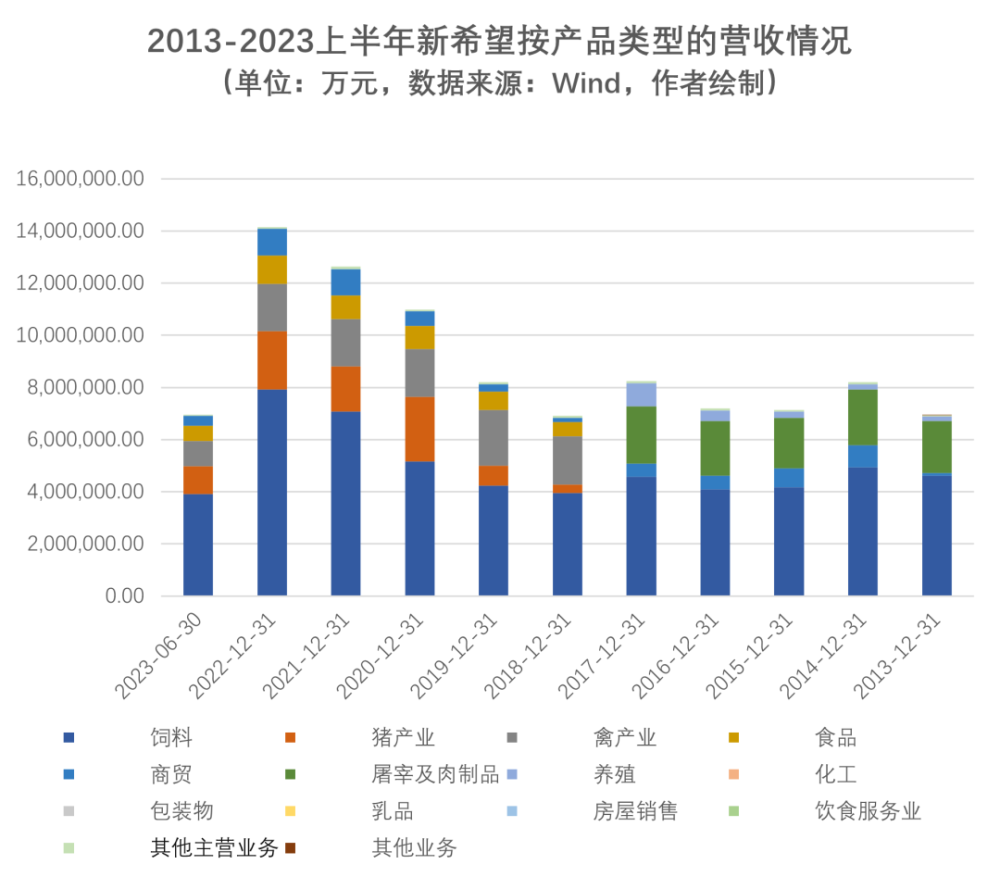 2013-2023上半年新希望按产品类型的营收情况
（单位：万元，数据来源：Wind，作者绘制）
16,000,000.00
14,000,000.00
12,000,000.00
10,000,000.00
8,000,000.00
6,000,000.00
4,000,000.00
2,000,000.00
0.00
2023-06-30 2022-12-31 2021-12-31 2020-12-31 2019-12-31 2018-12-31 2017-12-31 2016-12-31 2015-12-31 2014-12-31 2013-12-31
饲料 猪产业 禽产业 食品
商贸 屠宰及肉制品 养殖 化工
包装物 乳品 房屋销售 饮食服务业
其他主营业务 其他业务